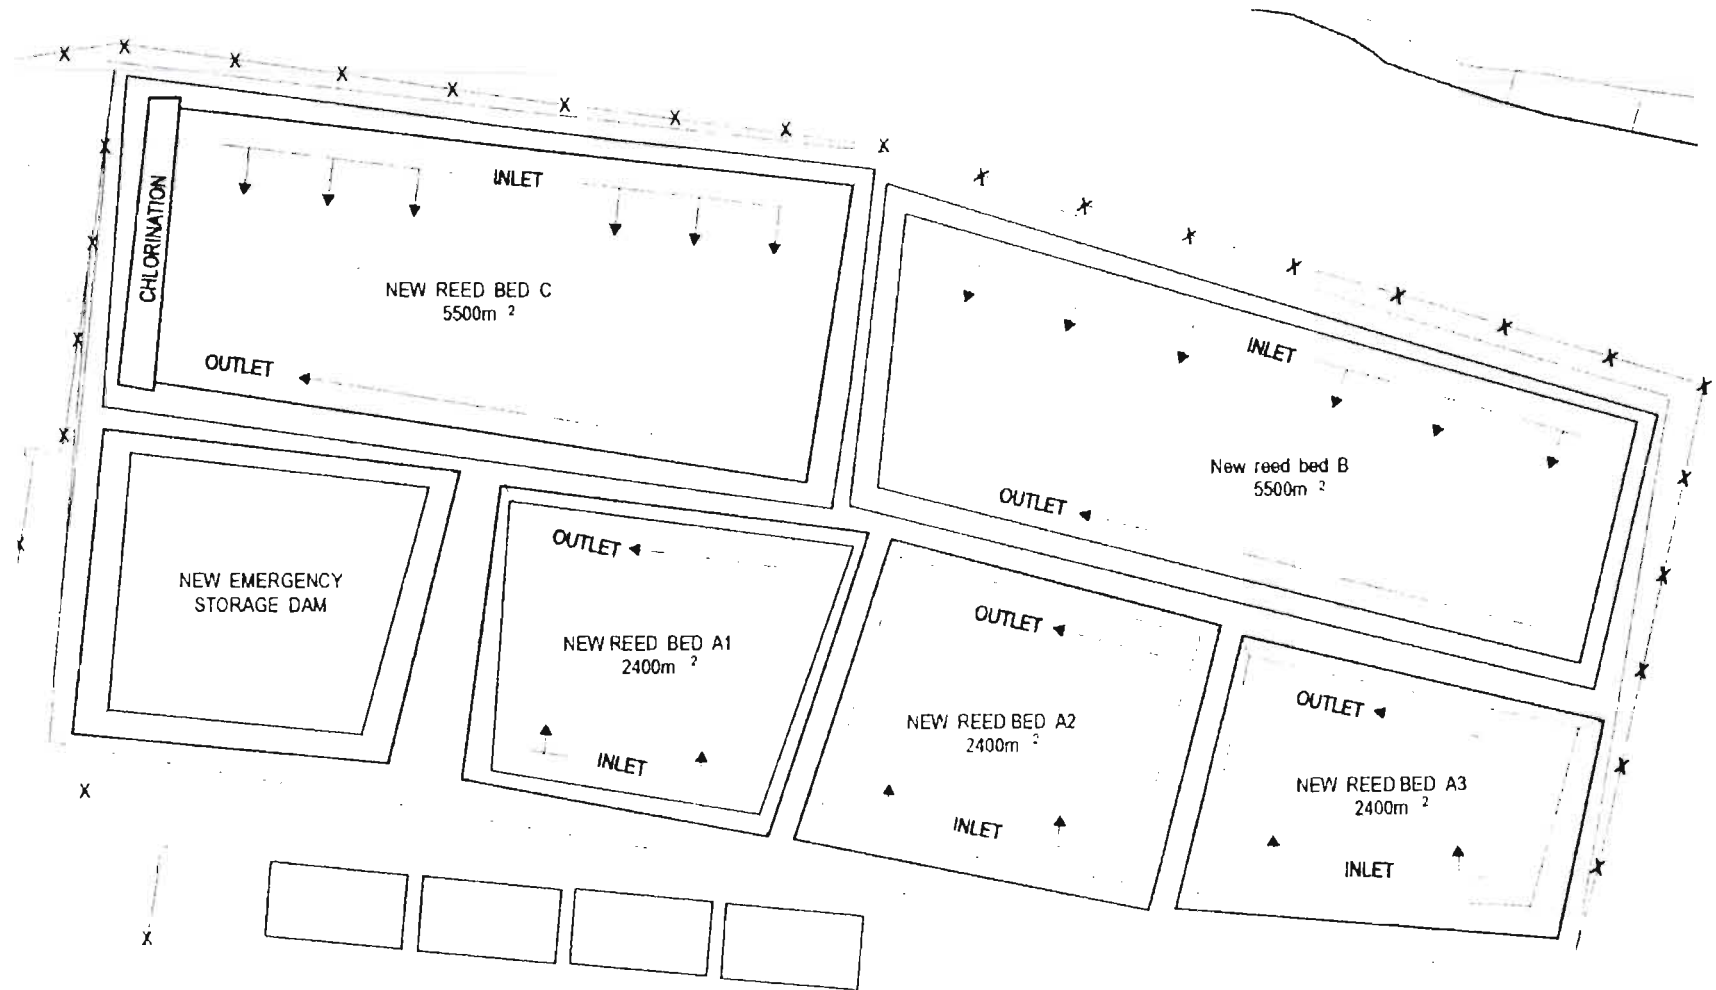 CHLORINATION
INLET
NEW REED BED C
5500m ²
OUTLET
INLET
New reed bed B
5500m ²
OUTLET
NEW EMERGENCY
STORAGE DAM
OUTLET
NEW REED BED A1
2400m ²
INLET
OUTLET
NEW REED BED A2
2400m ²
INLET
OUTLET
NEW REED BED A3
2400m ²
INLET